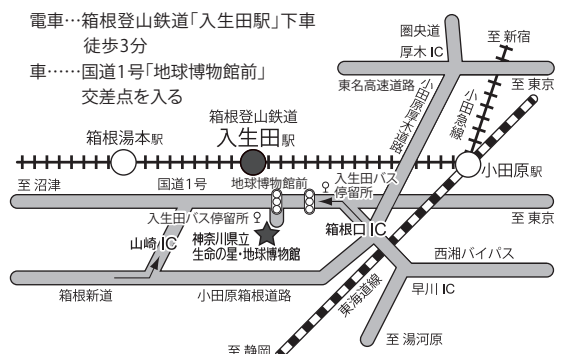 電車…箱根登山鉄道「入生田駅」下車
徒歩3分
車……国道1号「地球博物館前」
交差点を入る
圏央道
厚木 IC
至 新宿
東名高速道路
至 東京
小田原厚木道路
小田急線
箱根登山鉄道
箱根湯本駅
入生田駅
小田原駅
至 沼津
国道1号
地球博物館前
入生田バス
停留所
至 東京
入生田バス停留所
山崎 IC
神奈川県立
生命の星・地球博物館
箱根口 IC
西湘バイパス
箱根新道
小田原箱根道路
東海道線
早川 IC
至 湯河原
至 静岡